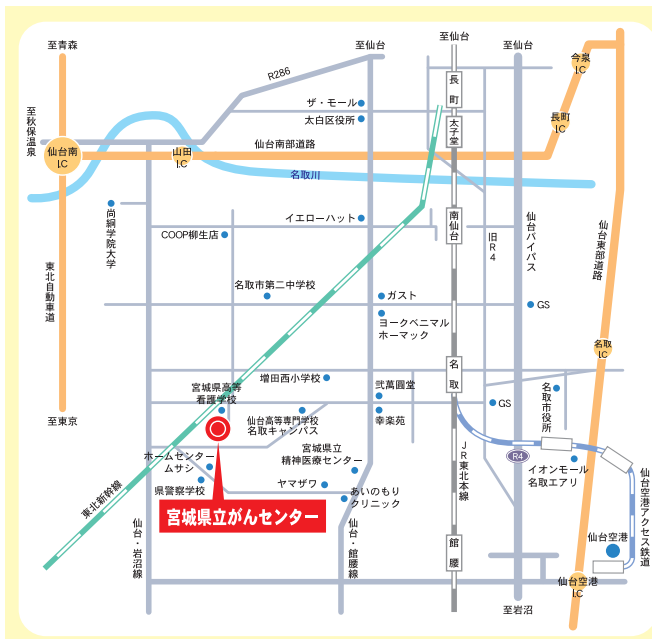 至青森
至仙台
至仙台
至仙台
R286
今泉
I.C
長町
ザ・モール
太白区役所
至秋保温泉
太子堂
長町
I.C
仙台南
I.C
山田
I.C
仙台南部道路
名取川
尚絅学院大学
イエローハット
COOP柳生店
南仙台
旧R4
仙台バイパス
仙台東部道路
東北自動車道
名取市第二中学校
ガスト
GS
ヨークベニマル
ホーマック
名取
I.C
名取
増田西小学校
弐萬圓堂
宮城県高等
看護学校
名取市役所
GS
至東京
仙台高等専門学校
名取キャンパス
幸楽苑
宮城県立
精神医療センター
ホームセンター
ムサシ
JR東北本線
R4
イオンモール
名取エアリ
仙台空港アクセス鉄道
県警察学校
ヤマザワ
あいのもり
クリニック
東北新幹線
宮城県立がんセンター
仙台・岩沼線
仙台・館腰線
館腰
仙台空港
仙台空港
I.C
至岩沼